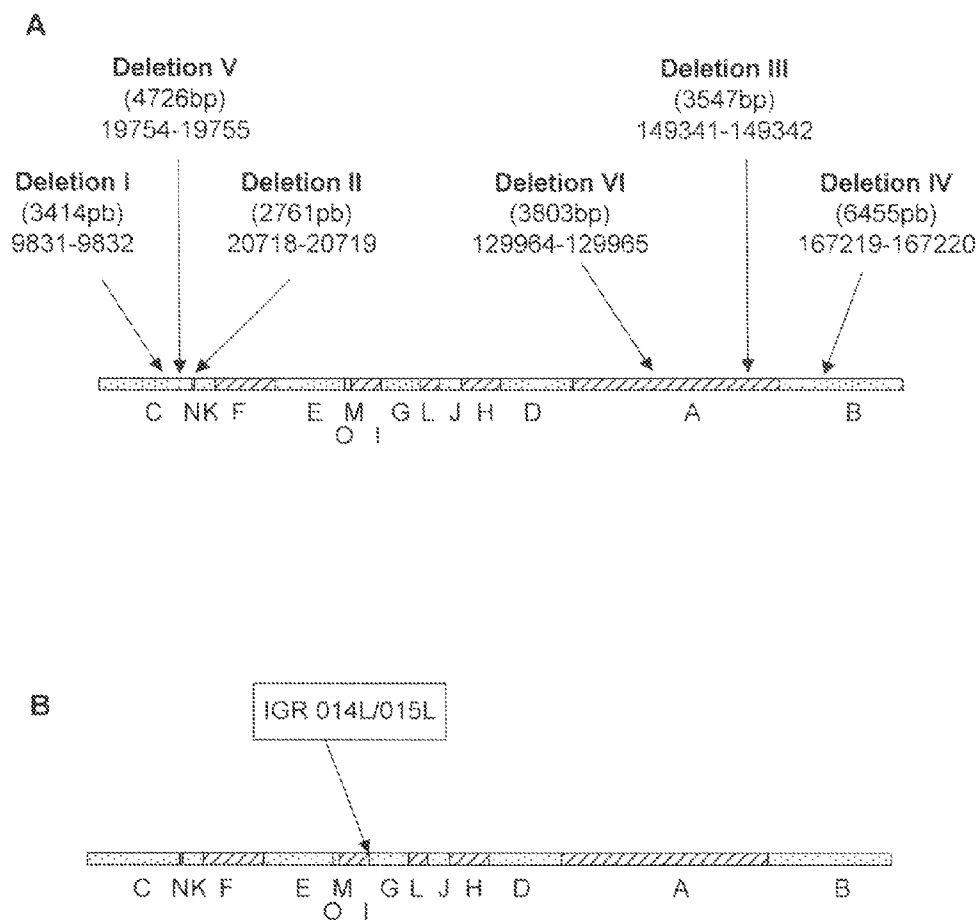 A
Deletion V
(4726bp)
19754-19755
Deletion III
(3547bp)
149341-149342
Deletion I
(3414pb)
9831-9832
Deletion II
(2761pb)
20718-20719
Deletion VI
(3803bp)
129964-129965
Deletion IV
(6455pb)
167219-167220
C NK F E M G L J H D A B
O I
B
IGR 014L/015L
C NK F E M G L J H D A B
O I